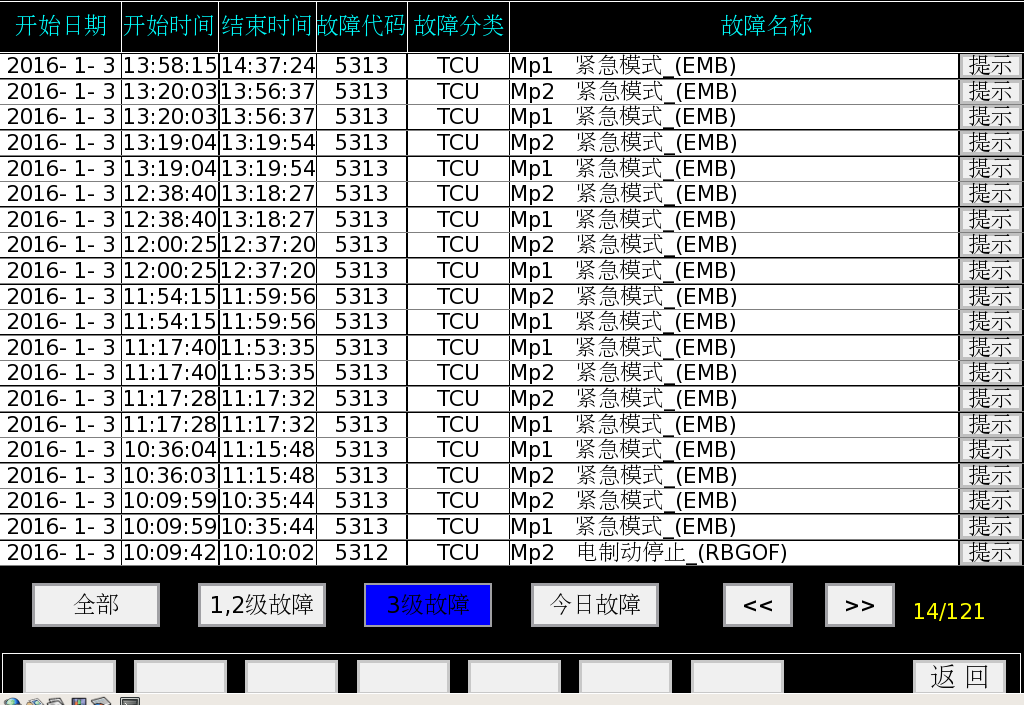 开始日期 开始时间 结束时间 故障代码 故障分类 故障名称
2016- 1- 3 13:58:15 14:37:24 5313 TCU Mp1 紧急模式_(EMB) 提示
2016- 1- 3 13:20:03 13:56:37 5313 TCU Mp2 紧急模式_(EMB) 提示
2016- 1- 3 13:20:03 13:56:37 5313 TCU Mp1 紧急模式_(EMB) 提示
2016- 1- 3 13:19:04 13:19:54 5313 TCU Mp2 紧急模式_(EMB) 提示
2016- 1- 3 13:19:04 13:19:54 5313 TCU Mp1 紧急模式_(EMB) 提示
2016- 1- 3 12:38:40 13:18:27 5313 TCU Mp2 紧急模式_(EMB) 提示
2016- 1- 3 12:38:40 13:18:27 5313 TCU Mp1 紧急模式_(EMB) 提示
2016- 1- 3 12:00:25 12:37:20 5313 TCU Mp2 紧急模式_(EMB) 提示
2016- 1- 3 12:00:25 12:37:20 5313 TCU Mp1 紧急模式_(EMB) 提示
2016- 1- 3 11:54:15 11:59:56 5313 TCU Mp2 紧急模式_(EMB) 提示
2016- 1- 3 11:54:15 11:59:56 5313 TCU Mp1 紧急模式_(EMB) 提示
2016- 1- 3 11:17:40 11:53:35 5313 TCU Mp1 紧急模式_(EMB) 提示
2016- 1- 3 11:17:40 11:53:35 5313 TCU Mp2 紧急模式_(EMB) 提示
2016- 1- 3 11:17:28 11:17:32 5313 TCU Mp2 紧急模式_(EMB) 提示
2016- 1- 3 11:17:28 11:17:32 5313 TCU Mp1 紧急模式_(EMB) 提示
2016- 1- 3 10:36:04 11:15:48 5313 TCU Mp1 紧急模式_(EMB) 提示
2016- 1- 3 10:36:03 11:15:48 5313 TCU Mp2 紧急模式_(EMB) 提示
2016- 1- 3 10:09:59 10:35:44 5313 TCU Mp2 紧急模式_(EMB) 提示
2016- 1- 3 10:09:59 10:35:44 5313 TCU Mp1 紧急模式_(EMB) 提示
2016- 1- 3 10:09:42 10:10:02 5312 TCU Mp2 电制动停止_(RBGOF) 提示
全部 1,2级故障 3级故障 今日故障 << >> 14/121
返 回